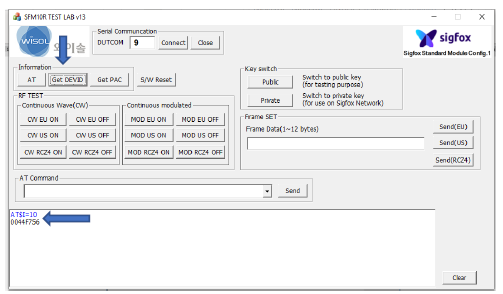 SFM10R TEST LAB v13
WISOL 와이솔
Serial Communcation
DUTCOM 9 Connect Close
sigfox
Sigfox Standard Module Config.1
Information
AT Get DEVID Get PAC S/W Reset
Key switch
Public Switch to public key
(for testing purpose)
Private Switch to private key
(for use on Sigfox Network)
RF TEST
Continuous Wave(CW) Continuous modulated
CW EU ON CW EU OFF MOD EU ON MOD EU OFF
CW US ON CW US OFF MOD US ON MOD US OFF
CW RCZ4 ON CW RCZ4 OFF MOD RCZ4 ON MOD RCZ4 OFF
Frame SET
Frame Data(1~12 bytes) Send(EU)
Send(US)
Send(RCZ4)
AT Command
Send
AT$I=10
0044F756
Clear